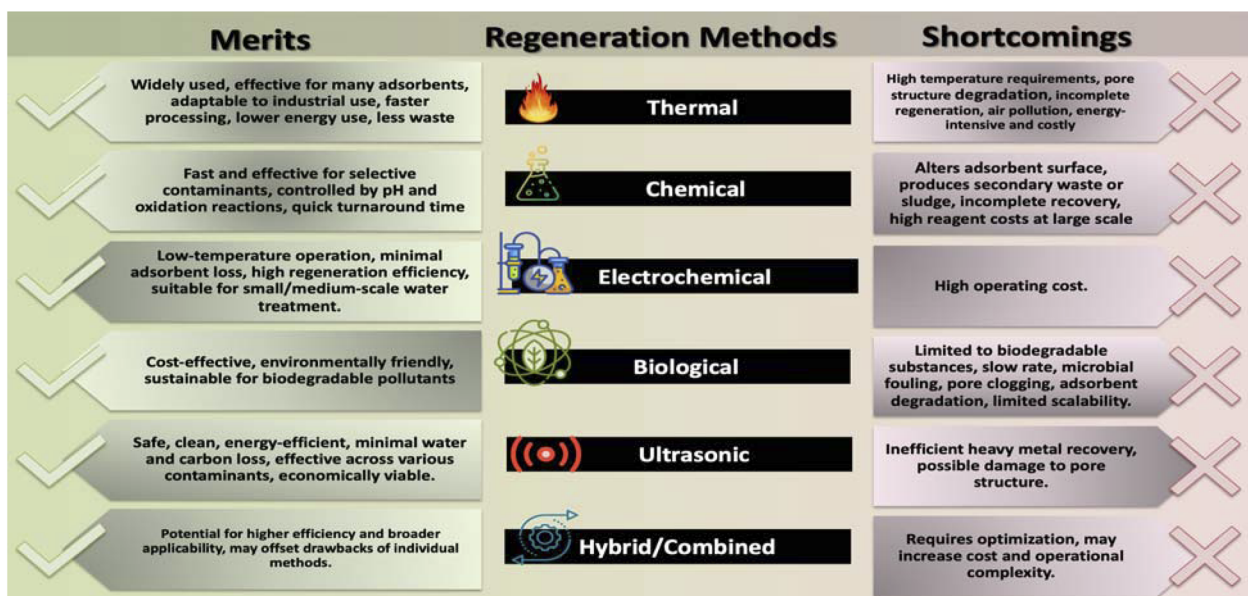 Merits
Regeneration Methods
Shortcomings
Widely used, effective for many adsorbents,
adaptable to industrial use, faster
processing, lower energy use, less waste
Thermal
High temperature requirements, pore
structure degradation, incomplete
regeneration, air pollution, energy-
intensive and costly
Fast and effective for selective
contaminants, controlled by pH and
oxidation reactions, quick turnaround time
Chemical
Alters adsorbent surface,
produces secondary waste or
sludge, incomplete recovery,
high reagent costs at large scale
Low-temperature operation, minimal
adsorbent loss, high regeneration efficiency,
suitable for small/medium-scale water
treatment.
Electrochemical
High operating cost.
Cost-effective, environmentally friendly,
sustainable for biodegradable pollutants
Biological
Limited to biodegradable
substances, slow rate, microbial
fouling, pore clogging, adsorbent
degradation, limited scalability.
Safe, clean, energy-efficient, minimal water
and carbon loss, effective across various
contaminants, economically viable.
Ultrasonic
Inefficient heavy metal recovery,
possible damage to pore
structure.
Potential for higher efficiency and broader
applicability, may offset drawbacks of individual
methods.
Hybrid/Combined
Requires optimization, may
increase cost and operational
complexity.